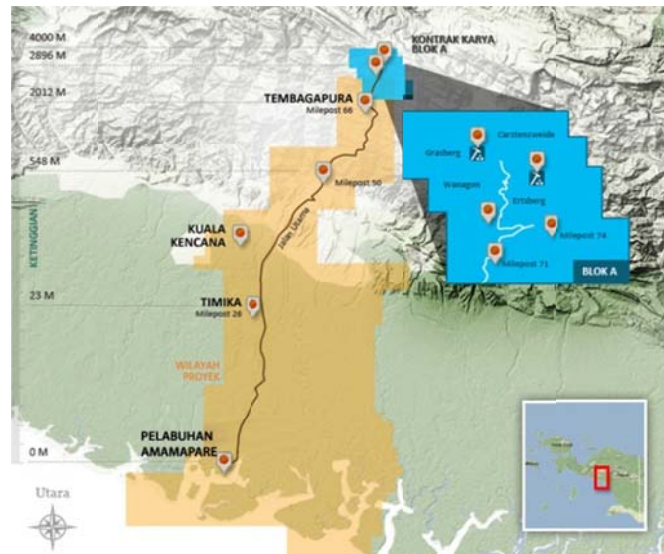 4000 M
2896 M
2012 M
548 M
23 M
0 M
KETINGGIAN
KONTRAK KARYA
BLOK A
TEMBAGAPURA
Milepost 66
Milepost 50
Jalan Utama
KUALA
KENCANA
TIMIKA
Milepost 28
WILAYAH
PROYEK
PELABUHAN
AMAMAPARE
Utara
Carstenzweide
Grasberg
Wanagon
Ertsberg
Milepost 74
Milepost 71
BLOK A